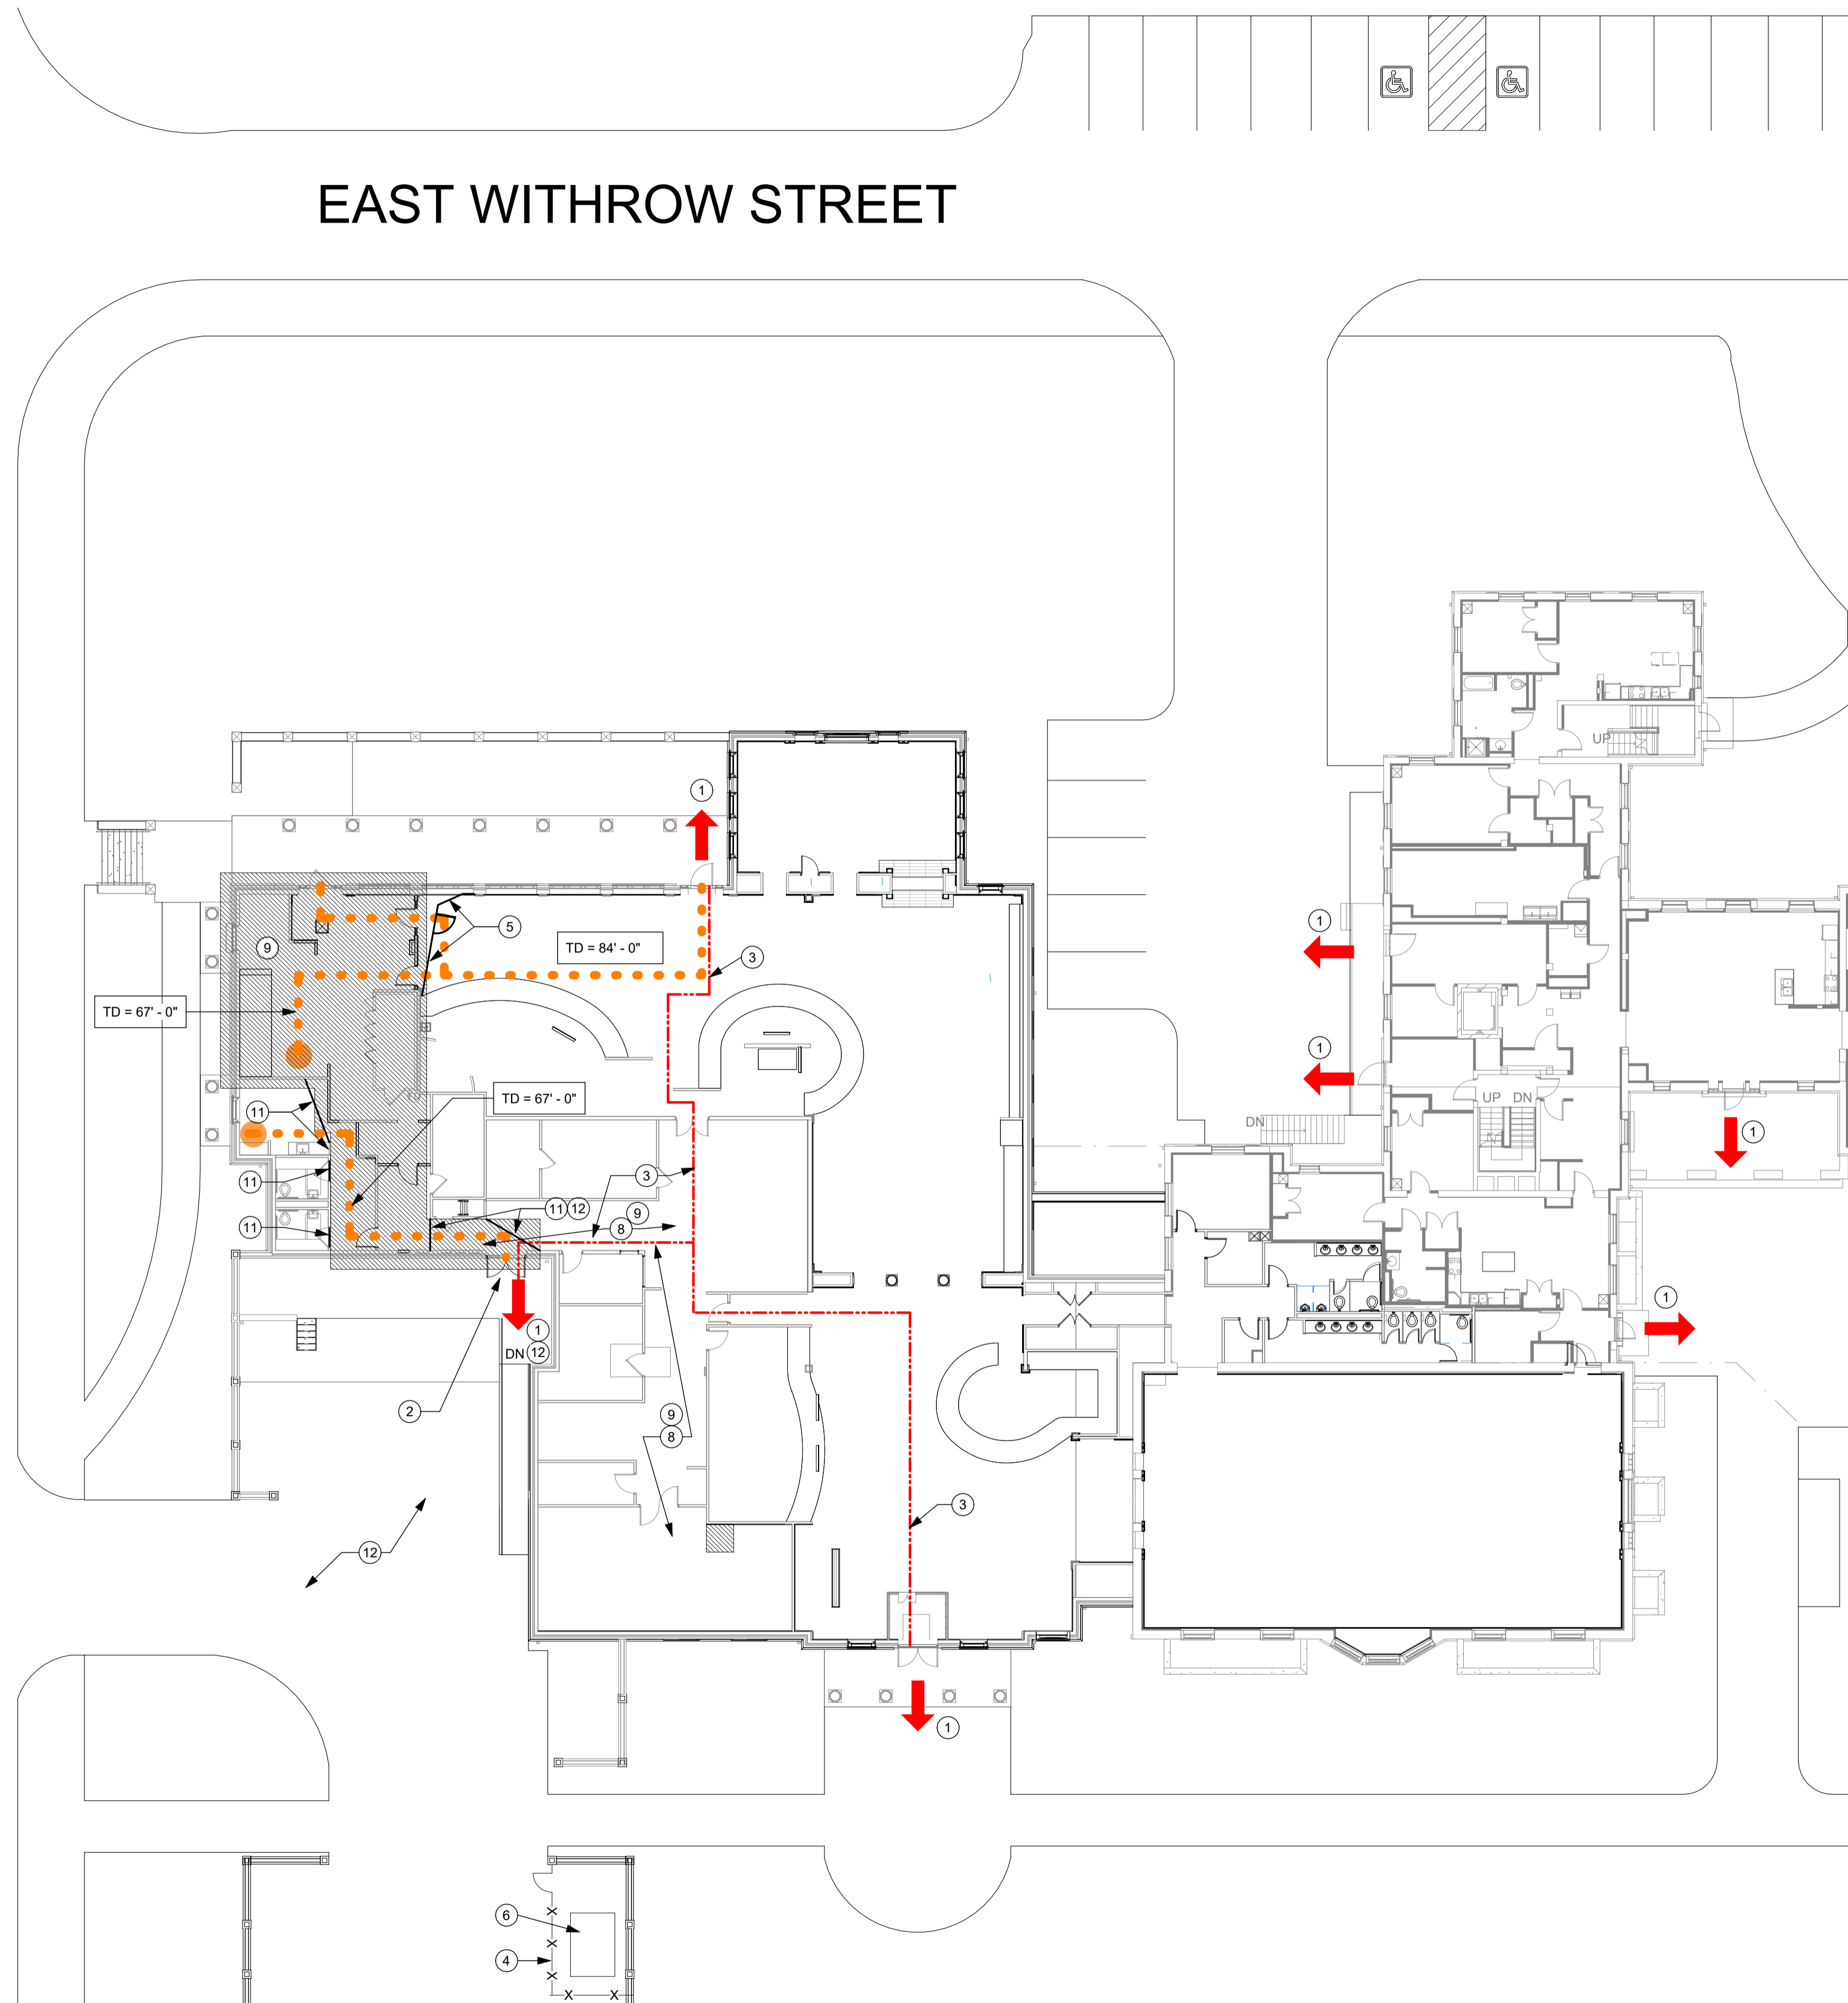 EAST WITHROW STREET
UP
1
1
5
TD = 84' - 0"
1
9
3
TD = 67' - 0"
1
TD = 67' - 0"
UP DN
11
DN
1
3
11
11 12
9
8
11
1
1
DN 12
2
9
8
3
12
1
6
X
X
4
X
X X